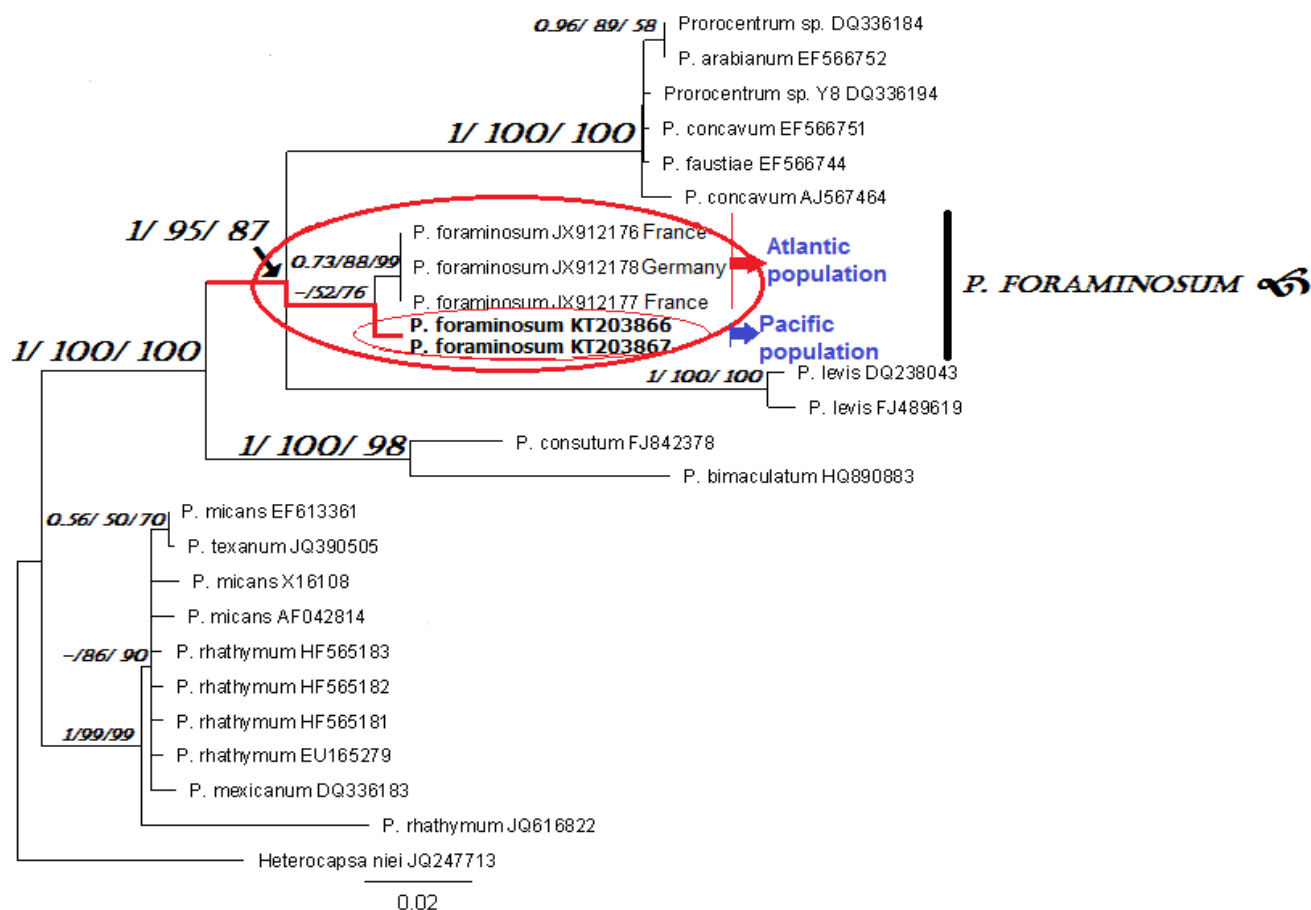 0.96/ 89/ 58
Prorocentrum sp. DQ336184
P. arabianum EF566752
Prorocentrum sp. Y8 DQ336194
1/ 100/ 100
P. concavum EF566751
P. faustiae EF566744
P. concavum AJ567464
1/ 95/ 87
P. foraminosum JX912176 France
0.73/88/99
P. foraminosum JX912178 Germany
-/52/76
P. foraminosum JX912177 France
Atlantic
population
P. FORAMINOSUM
P. foraminosum KT203866
P. foraminosum KT203867
Pacific
population
1/ 100/ 100
1/ 100/ 100
P. levis DQ238043
P. levis FJ489619
1/ 100/ 98
P. consutum FJ842378
P. bimaculatum HQ890883
0.56/ 50/ 70
P. micans EF613361
P. texanum JQ390505
P. micans X16108
P. micans AF042814
-/86/ 90
P. rhathymum HF565183
P. rhathymum HF565182
P. rhathymum HF565181
1/99/99
P. rhathymum EU165279
P. mexicanum DQ336183
P. rhathymum JQ616822
Heterocapsa niei JQ247713
0.02